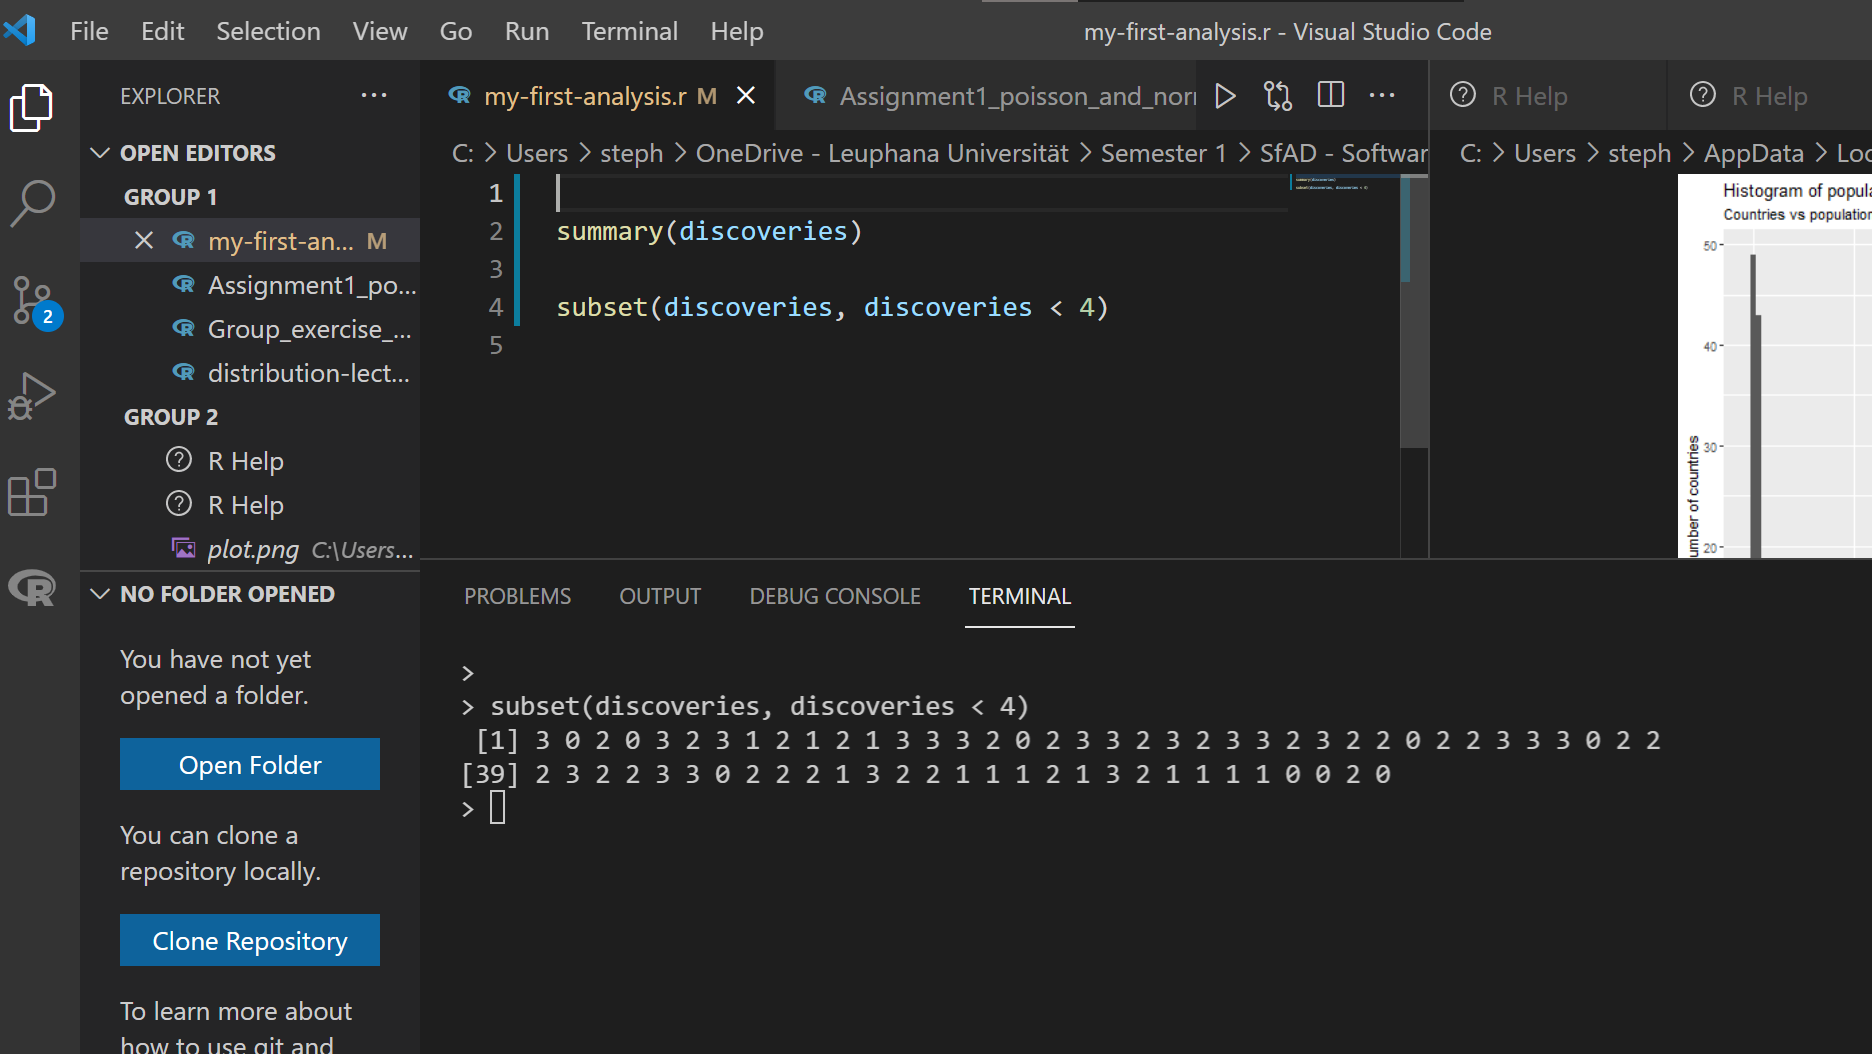 File Edit Selection View Go Run Terminal Help
my-first-analysis.r - Visual Studio Code
EXPLORER
OPEN EDITORS
GROUP 1
my-first-an... M
Assignment1_po...
Group_exercise_...
distribution-lect...
GROUP 2
R Help
R Help
plot.png C:\Users...
NO FOLDER OPENED
You have not yet
opened a folder.
Open Folder
You can clone a
repository locally.
Clone Repository
To learn more about
how to use git and
2
my-first-analysis.r M
Assignment1_poisson_and_norr
C: > Users > steph > OneDrive - Leuphana Universität > Semester 1 > SfAD - Softwar
1
2 summary(discoveries)
3
4 subset(discoveries, discoveries < 4)
5
R Help
R Help
C: > Users > steph > AppData > Loc
Histogram of popula
Countries vs population
50
40
30
20
umber of countries
PROBLEMS OUTPUT DEBUG CONSOLE TERMINAL
>
> subset(discoveries, discoveries < 4)
[1] 3 0 2 0 3 2 3 1 2 1 2 1 3 3 3 2 0 2 3 3 2 3 2 3 3 2 3 2 2 0 2 2 3 3 3 0 2 2
[39] 2 3 2 2 3 3 0 2 2 2 1 3 2 2 1 1 1 2 1 3 2 1 1 1 1 0 0 2 0
>